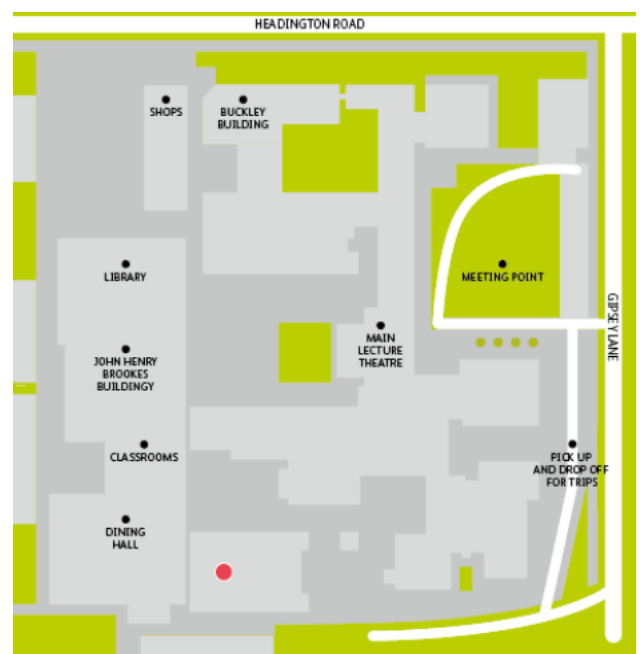 HEADINGTON ROAD
SHOPS
BUCKLEY
BUILDING
LIBRARY
MEETING POINT
GIPSEY LANE
MAIN
LECTURE
THEATRE
JOHN HENRY
BROOKES
BUILDINGY
CLASSROOMS
PICK UP
AND DROP OFF
FOR TRIPS
DINING
HALL